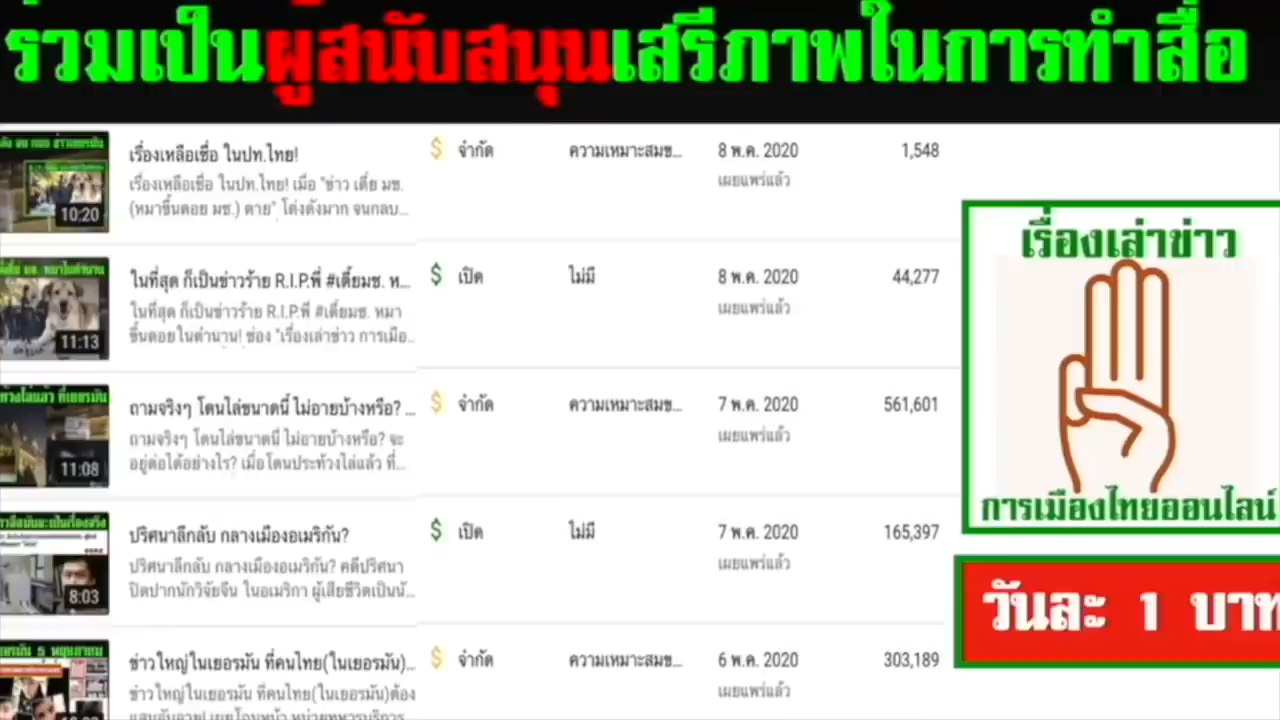 ร่วมเป็นผู้สนับสนุนเสรีภาพในการทำสื่อ
เรื่องเหลือเชื่อ ในปท.ไทย!
เรื่องเหลือเชื่อ ในปท.ไทย! เมื่อ "ข่าว เตี้ย มช.
(หมาขึ้นดอย มช.) ตาย" โด่งดังมาก จนกลบ...
10:20
$ จำกัด
ความเหมาะสมข...
8 พ.ค. 2020
เผยแพร่แล้ว
1,548
ในที่สุด ก็เป็นข่าวร้าย R.I.P.พี่ #เตี้ยมช. ห...
ในที่สุด ก็เป็นข่าวร้าย R.I.P.พี่ #เตี้ยมช. หมา
ขึ้นดอยในตำนาน! ช่อง "เรื่องเล่าข่าว การเมือ...
11:13
$ เปิด
ไม่มี
8 พ.ค. 2020
เผยแพร่แล้ว
44,277
ถามจริงๆ โดนไล่ขนาดนี้ ไม่อายบ้างหรือ? ...
ถามจริงๆ โดนไล่ขนาดนี้ ไม่อายบ้างหรือ? จะ
อยู่ต่อได้อย่างไร? เมื่อโดนประท้วงไล่แล้ว ที่...
11:08
$ จำกัด
ความเหมาะสมข...
7 พ.ค. 2020
เผยแพร่แล้ว
561,601
ปริศนาลึกลับ กลางเมืองอเมริกัน?
ปริศนาลึกลับ กลางเมืองอเมริกัน? คดีปริศนา
ปิดปากนักวิจัยจีน ในอเมริกา ผู้เสียชีวิตเป็นนั...
8:03
$ เปิด
ไม่มี
7 พ.ค. 2020
เผยแพร่แล้ว
165,397
ข่าวใหญ่ในเยอรมัน ที่คนไทย(ในเยอรมัน)...
ข่าวใหญ่ในเยอรมัน ที่คนไทย(ในเยอรมัน)ต้อง
$ จำกัด
ความเหมาะสมข...
6 พ.ค. 2020
เผยแพร่แล้ว
303,189
เรื่องเล่าข่าว
การเมืองไทยออนไลน์
วันละ 1 บาท